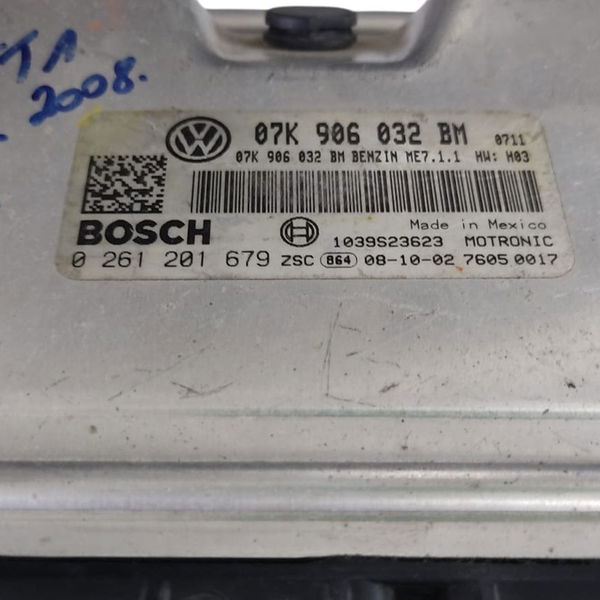 TA
2008.
VW 07K 906 032 BM 0711
07K 906 032 BM BENZIN ME7.1.1 HW: H03
BOSCH Made in Mexico
1039S23623 MOTRONIC
0 261 201 679 ZSC 864 08-10-02 7605 0017